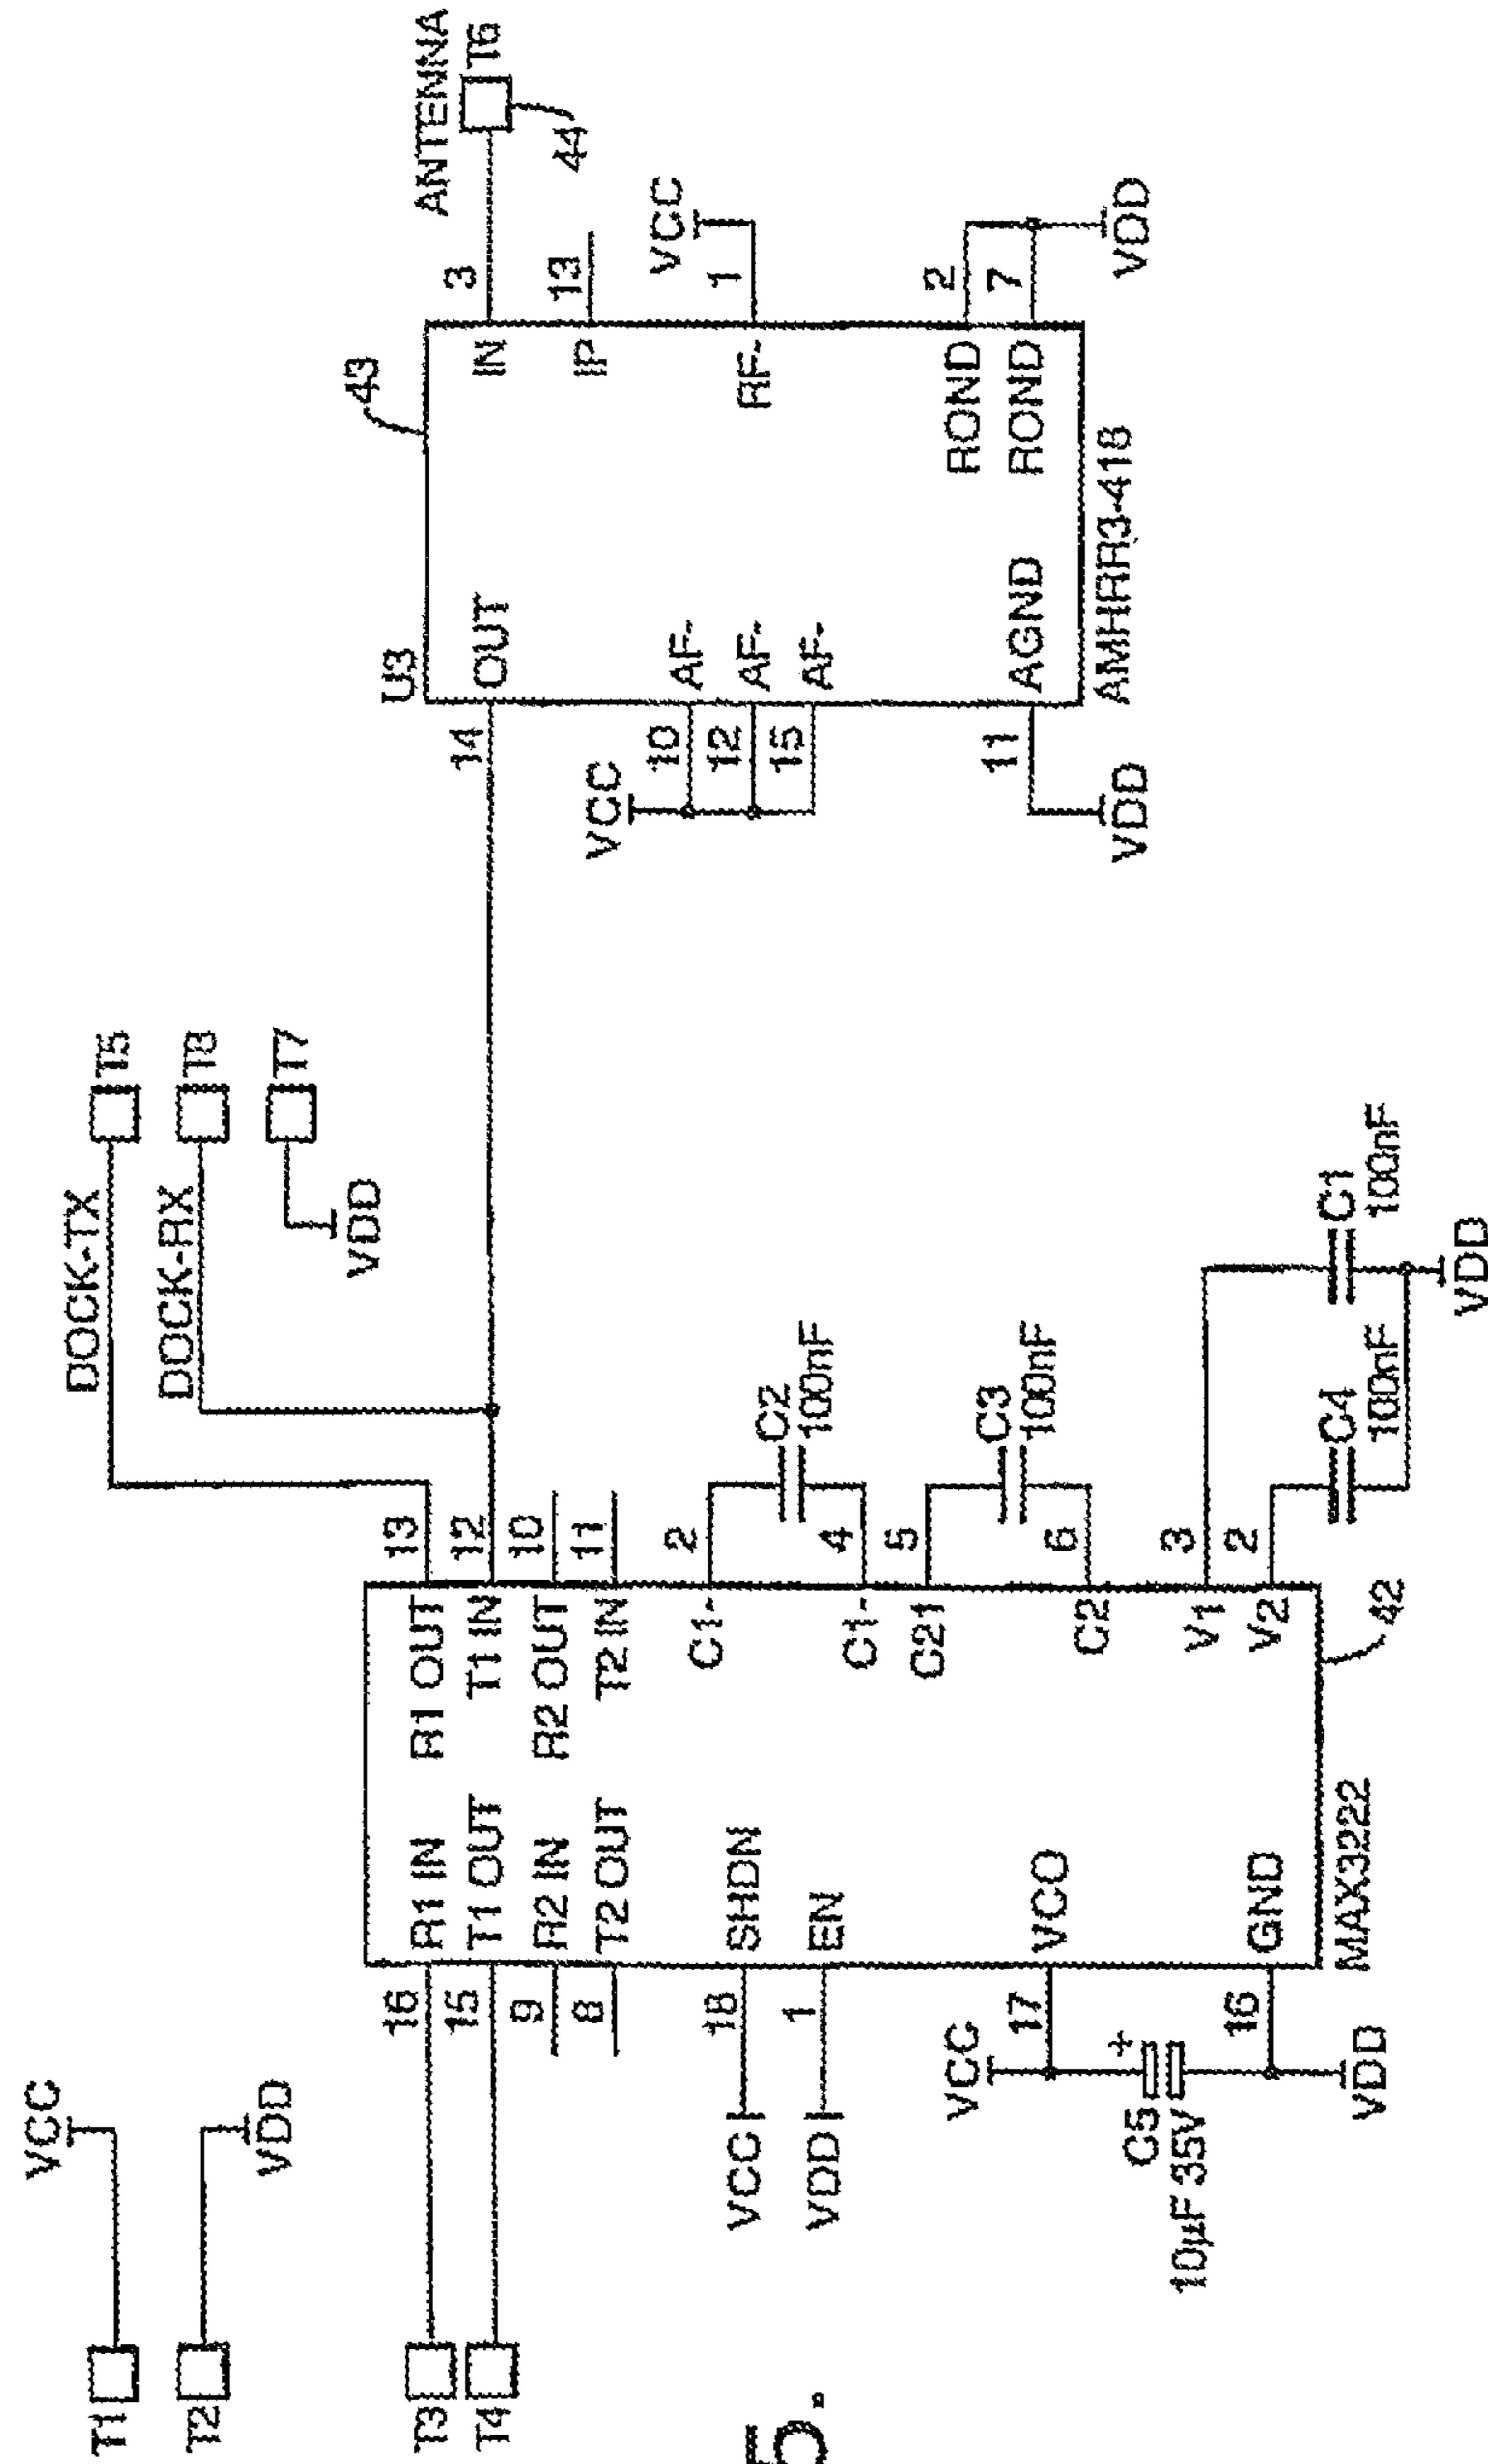 VCC
T1
VDD
T2
T3
T4
16
15
9
8
R1 IN
R1 OUT
T1 OUT
T1 IN
R2 IN
R2 OUT
T2 OUT
T2 IN
13
12
10
11
DOCK-TX
T5
DOCK-RX
T8
T7
VDD
VCC
18
SHDN
VDD
1
EN
VCC
17
VCO
C5
+
10µF 35V
16
GND
VDD
MAX3222
42
C1-
2
C2
100nF
C1-
4
C21
5
C3
100nF
C2
6
V1
3
V2
2
C4
100nF
C1
100nF
VDD
U3
43
14
OUT
IN
3
ANTENNA
T6
44
IP
13
VCC
10
AF-
12
AF-
15
AF-
RF-
1
VCC
11
AGND
VDD
ROND
2
ROND
7
VDD
AMHRR3-418
5.